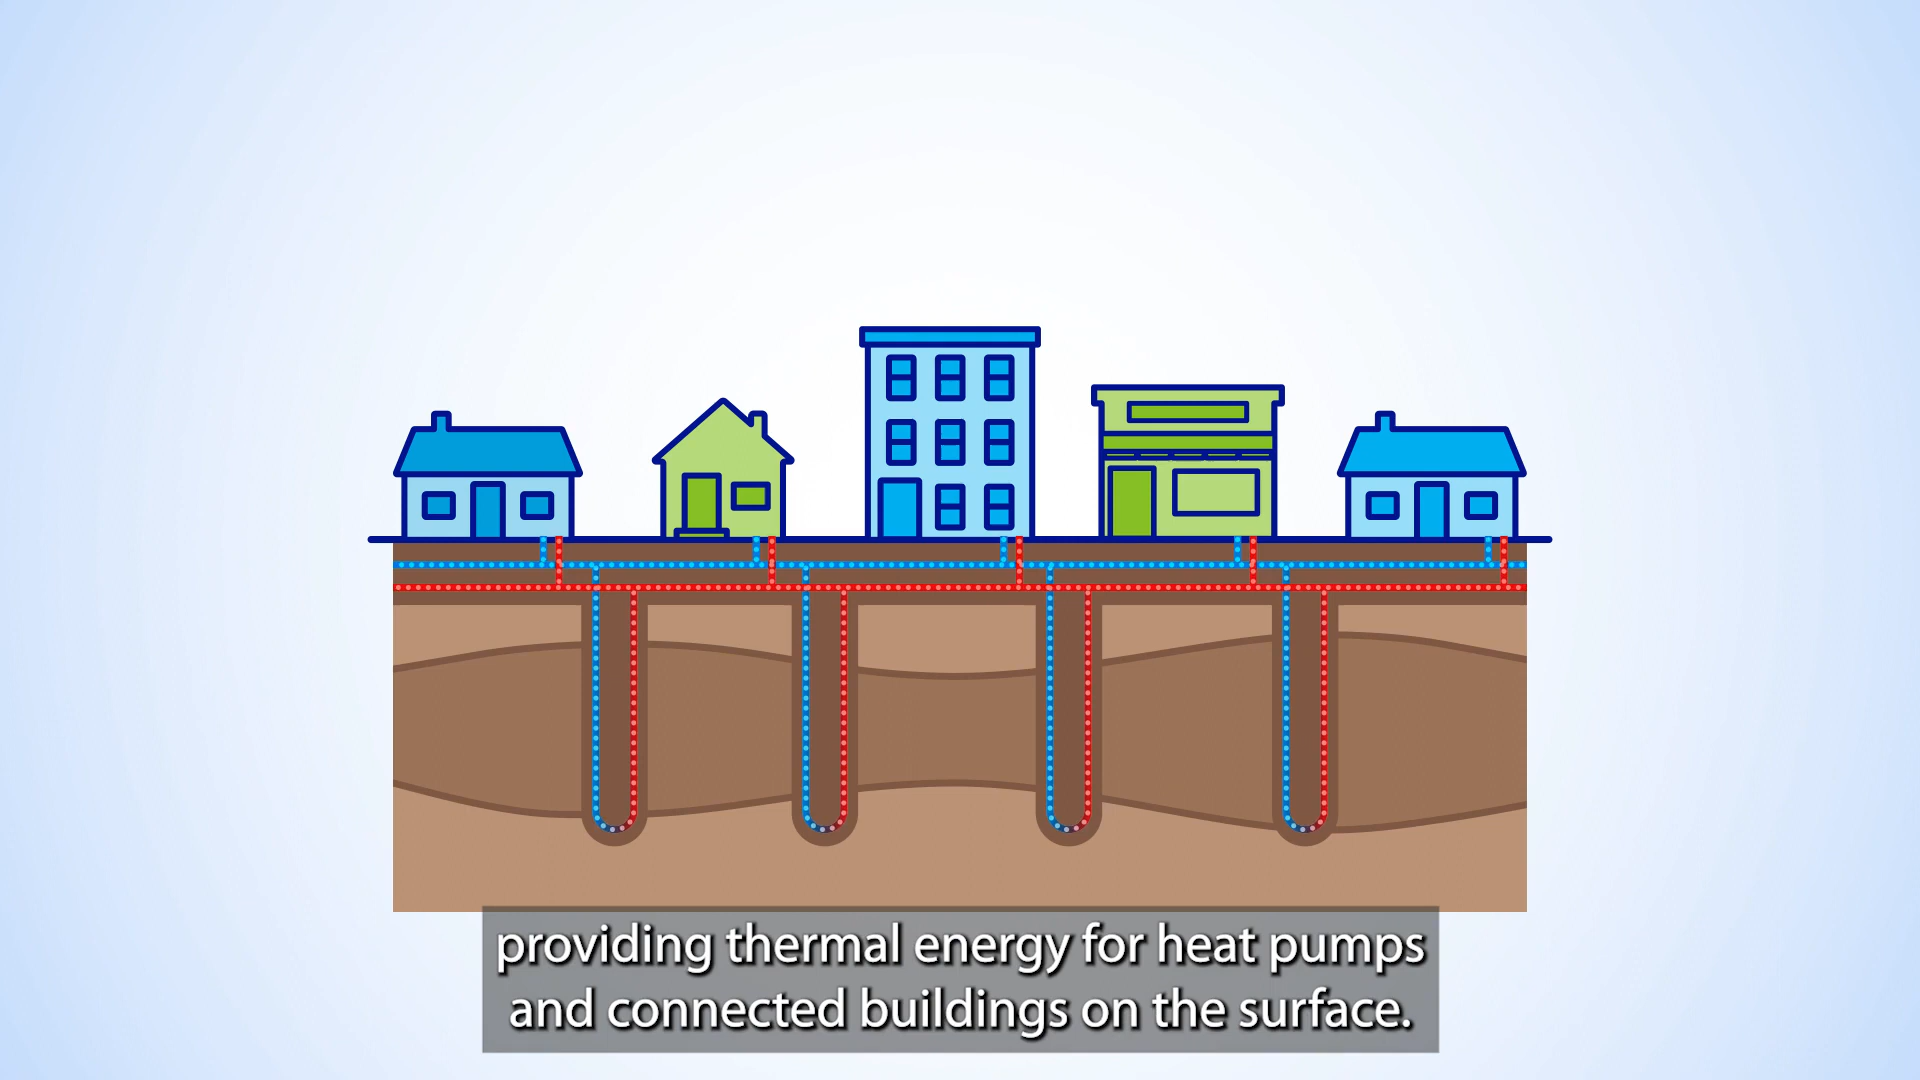 providing thermal energy for heat pumps
and connected buildings on the surface.